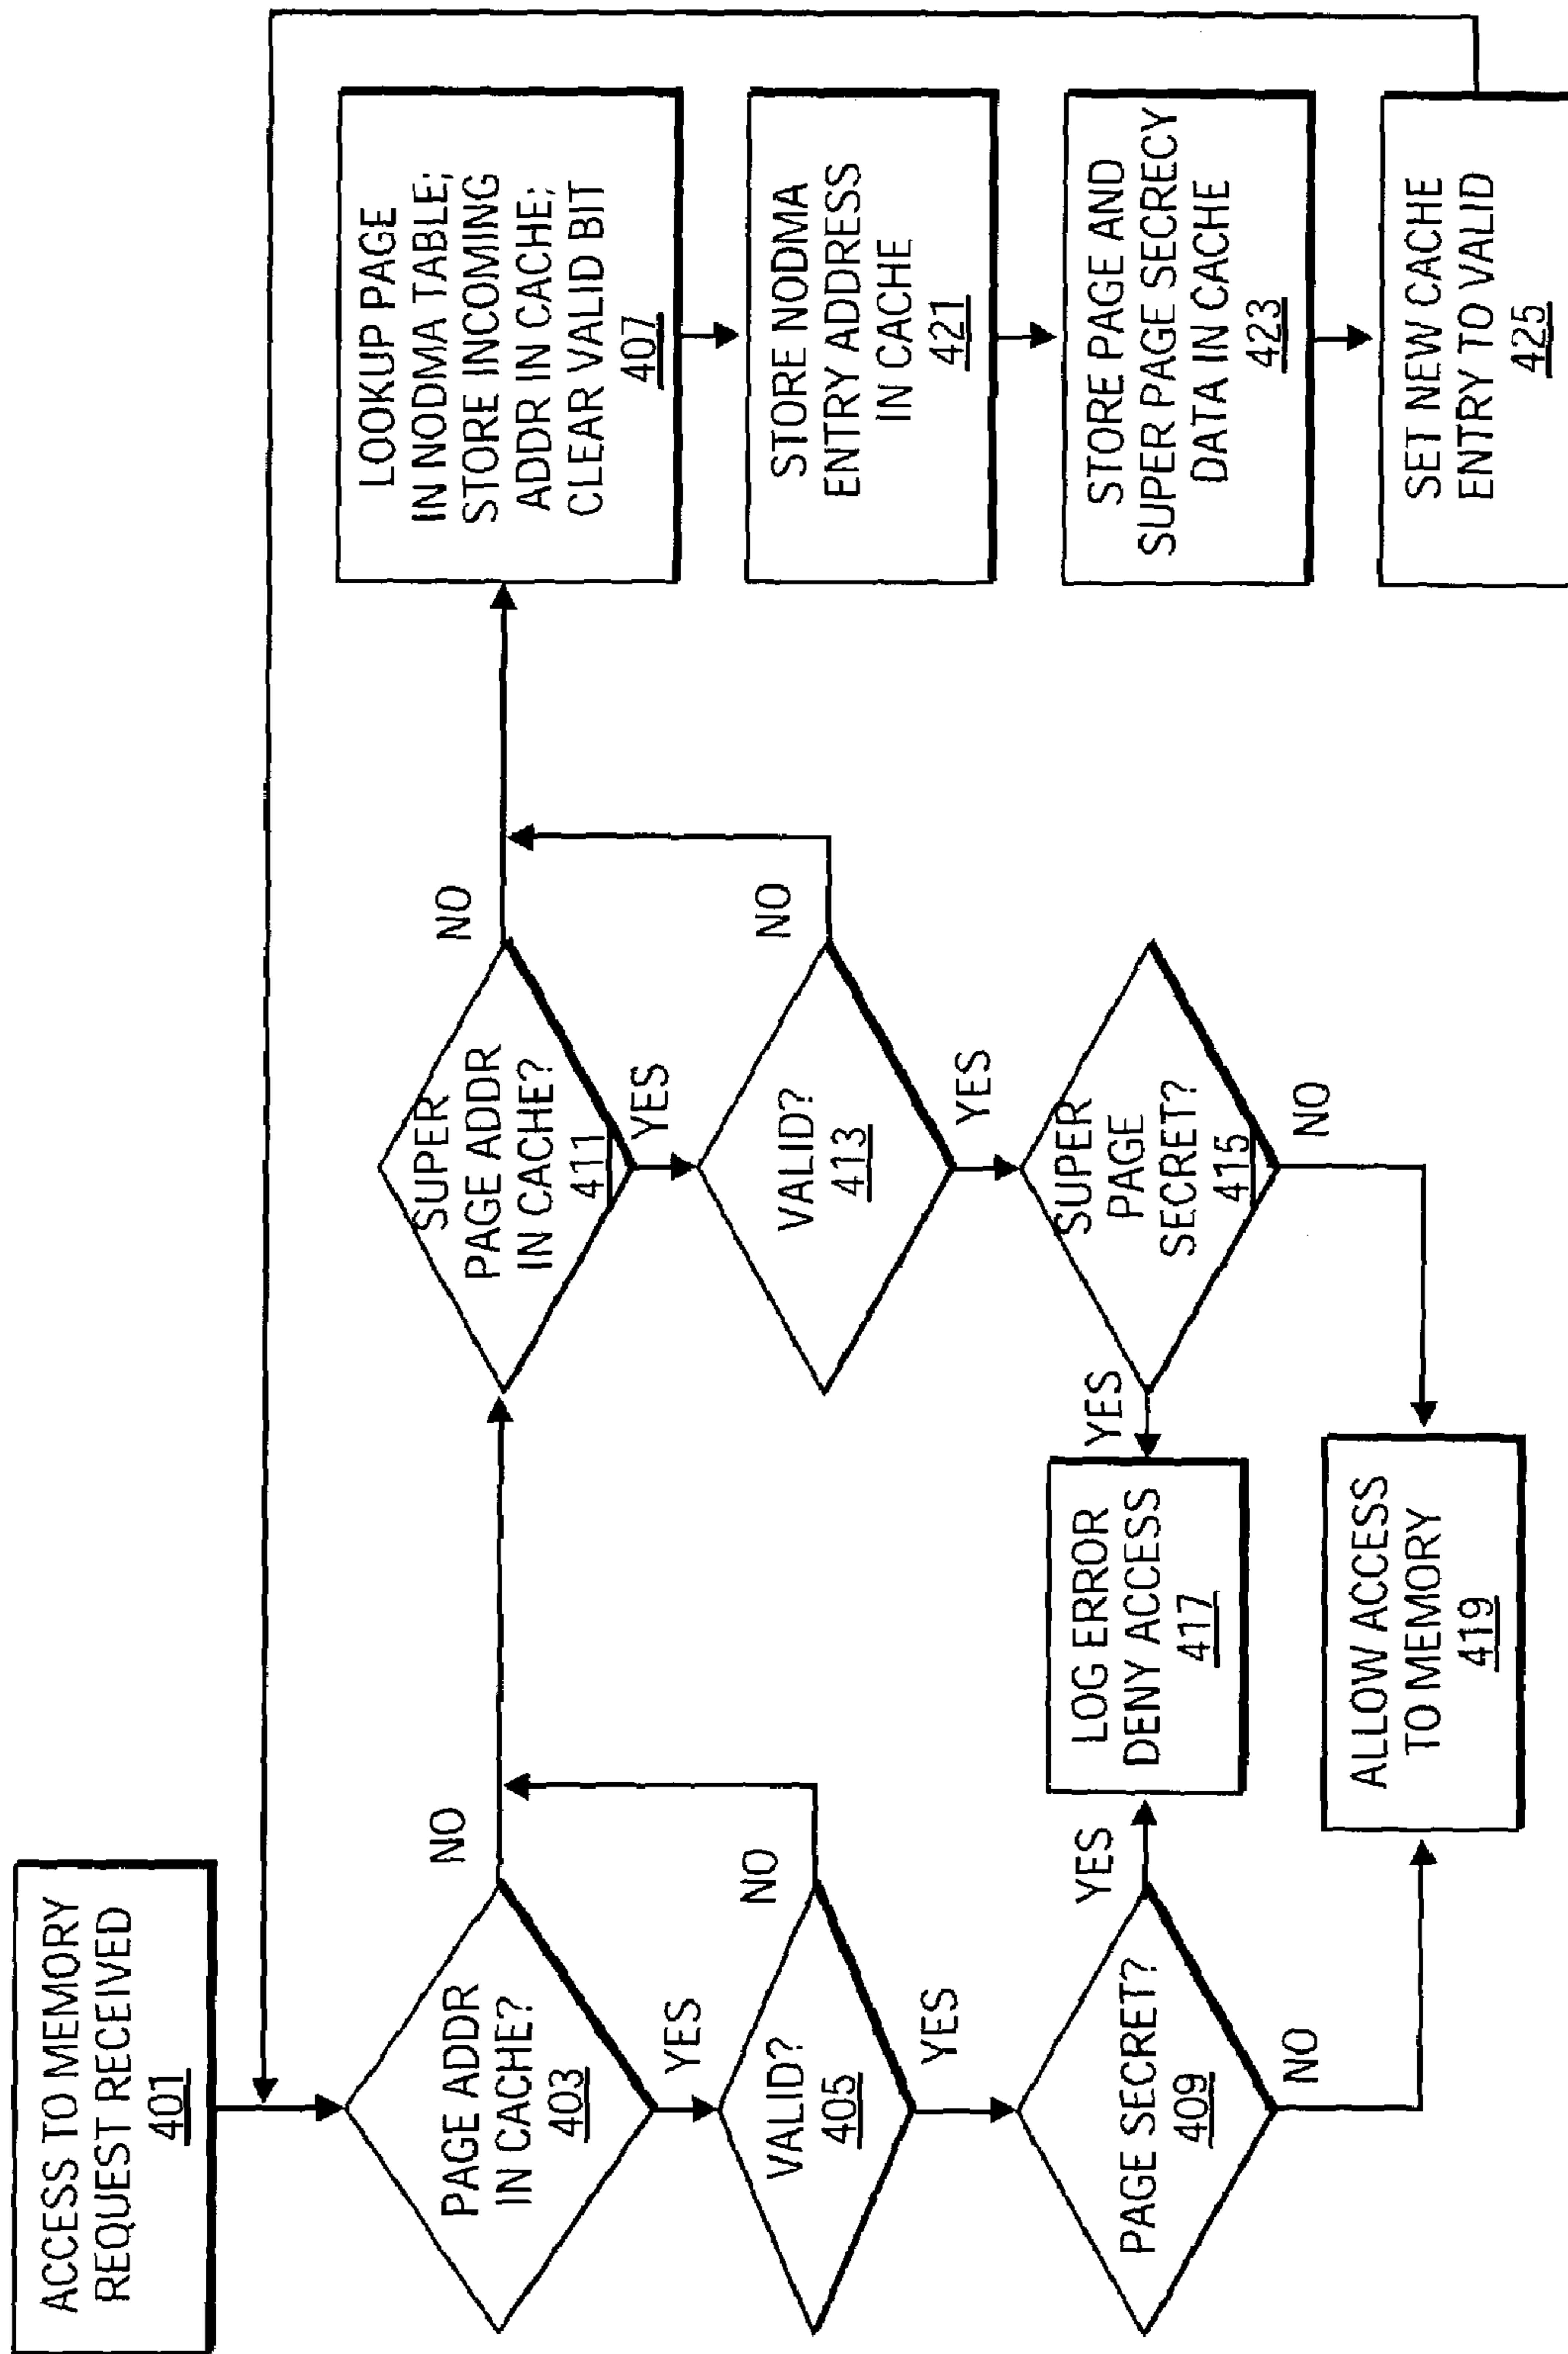 ACCESS TO MEMORY
REQUEST RECEIVED
401
PAGE ADDR
IN CACHE?
403
NO
YES
VALID?
405
NO
YES
PAGE SECRET?
409
YES
NO
SUPER
PAGE ADDR
IN CACHE?
411
NO
YES
VALID?
413
NO
YES
SUPER
PAGE
SECRET?
415
YES
NO
LOG ERROR
DENY ACCESS
417
ALLOW ACCESS
TO MEMORY
419
LOOKUP PAGE
IN NODMA TABLE;
STORE INCOMING
ADDR IN CACHE;
CLEAR VALID BIT
407
STORE NODMA
ENTRY ADDRESS
IN CACHE
421
STORE PAGE AND
SUPER PAGE SECRECY
DATA IN CACHE
423
SET NEW CACHE
ENTRY TO VALID
425